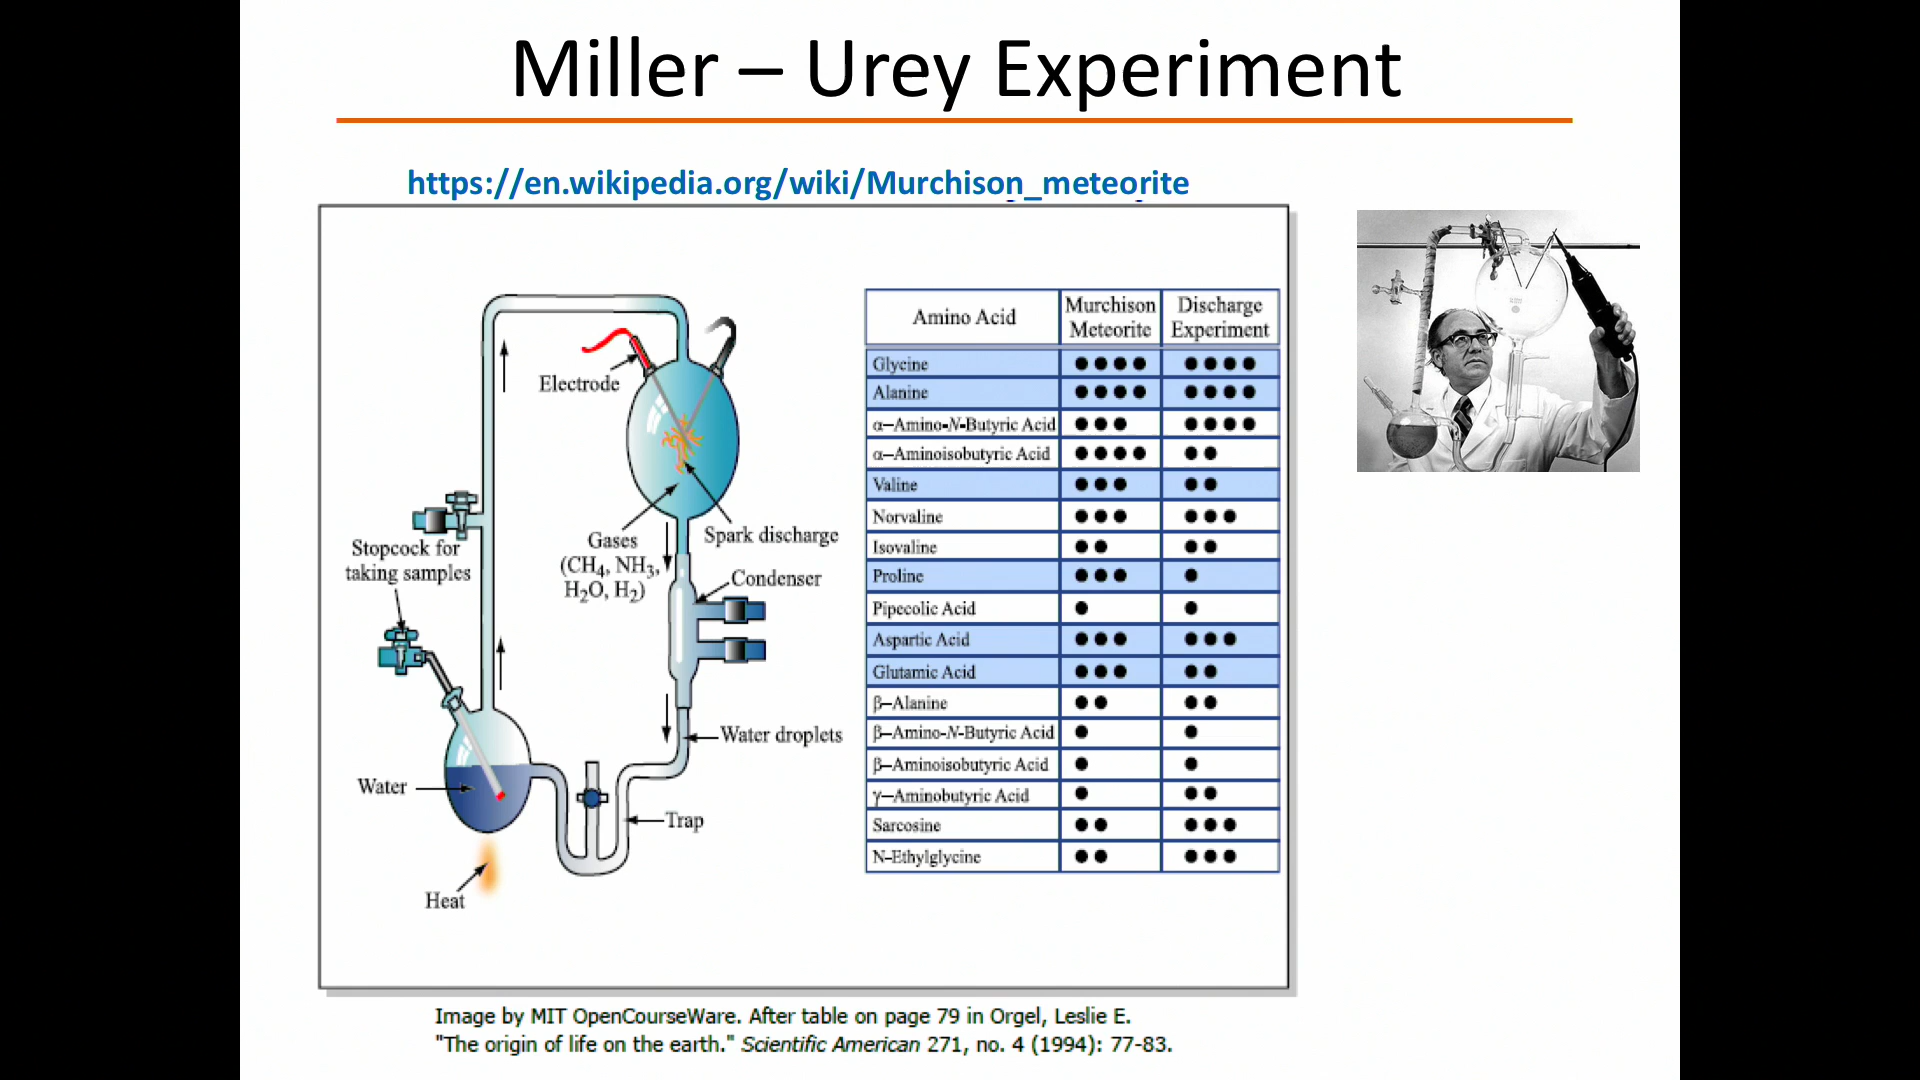 Miller – Urey Experiment
https://en.wikipedia.org/wiki/Murchison_meteorite
Electrode
Gases
(CH4, NH3,
H2O, H2)
Spark discharge
Stopcock for
taking samples
Condenser
Water droplets
Water
Trap
Heat
Amino Acid Murchison Meteorite Discharge Experiment
Glycine
Alanine
α–Amino-N-Butyric Acid
α–Aminoisobutyric Acid
Valine
Norvaline
Isovaline
Proline
Pipecolic Acid
Aspartic Acid
Glutamic Acid
β–Alanine
β–Amino-N-Butyric Acid
β–Aminoisobutyric Acid
γ–Aminobutyric Acid
Sarcosine
N-Ethylglycine
Image by MIT OpenCourseWare. After table on page 79 in Orgel, Leslie E.
"The origin of life on the earth." Scientific American 271, no. 4 (1994): 77-83.